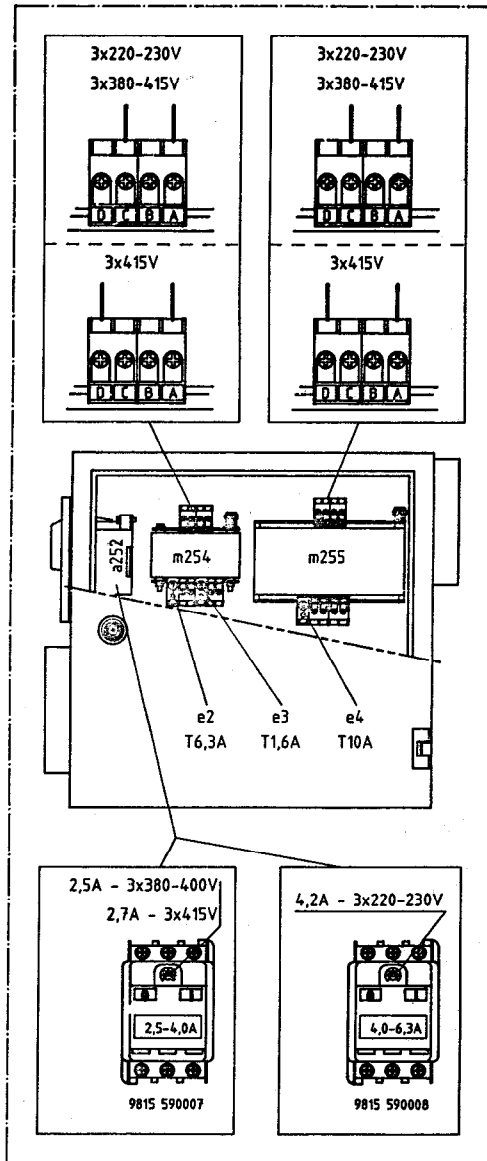 3x220-230V
3x380-415V
D C B A
3x415V
D C B A
3x220-230V
3x380-415V
D C B A
3x415V
D C B A
a252
m254
m255
e2
T6,3A
e3
T1,6A
e4
T10A
2,5A - 3x380-400V
2,7A - 3x415V
2,5-4,0A
9815 590007
4,2A - 3x220-230V
4,0-6,3A
9815 590008